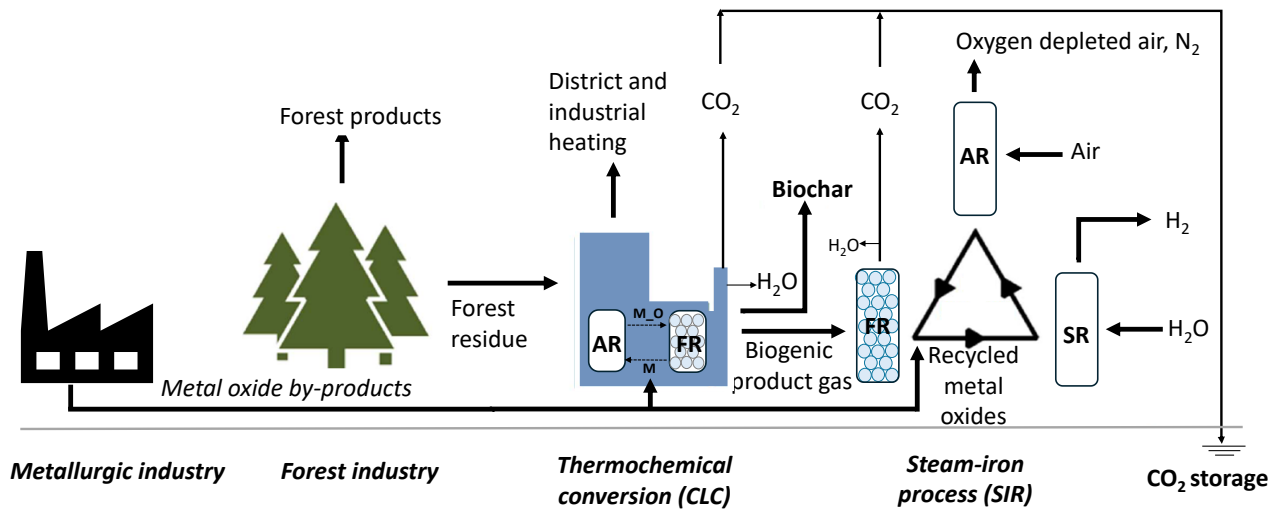 Oxygen depleted air, N₂
District and
industrial
heating
CO₂
CO₂
Forest products
AR
Air
Biochar
H₂
H₂O
H₂O
Forest
residue
M_O
AR
FR
M
Biogenic
product gas
FR
SR
H₂O
Recycled
metal
oxides
Metal oxide by-products
Metallurgic industry
Forest industry
Thermochemical
conversion (CLC)
Steam-iron
process (SIR)
CO₂ storage